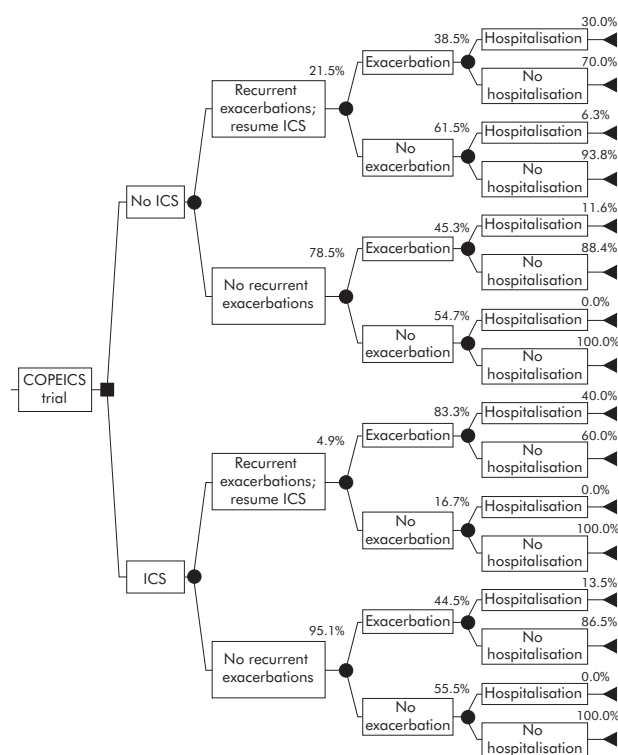 30.0%
38.5%
Hospitalisation
Exacerbation
21.5%
70.0%
No
hospitalisation
Recurrent
exacerbations;
resume ICS
6.3%
61.5%
Hospitalisation
No
exacerbation
93.8%
No
hospitalisation
No ICS
11.6%
45.3%
Hospitalisation
Exacerbation
78.5%
88.4%
No
hospitalisation
No recurrent
exacerbations
0.0%
54.7%
Hospitalisation
No
exacerbation
100.0%
No
hospitalisation
COPEICS
trial
40.0%
83.3%
Hospitalisation
Exacerbation
4.9%
60.0%
No
hospitalisation
Recurrent
exacerbations;
resume ICS
0.0%
16.7%
Hospitalisation
No
exacerbation
100.0%
No
hospitalisation
ICS
13.5%
44.5%
Hospitalisation
Exacerbation
95.1%
86.5%
No
hospitalisation
No recurrent
exacerbations
0.0%
55.5%
Hospitalisation
No
exacerbation
100.0%
No
hospitalisation